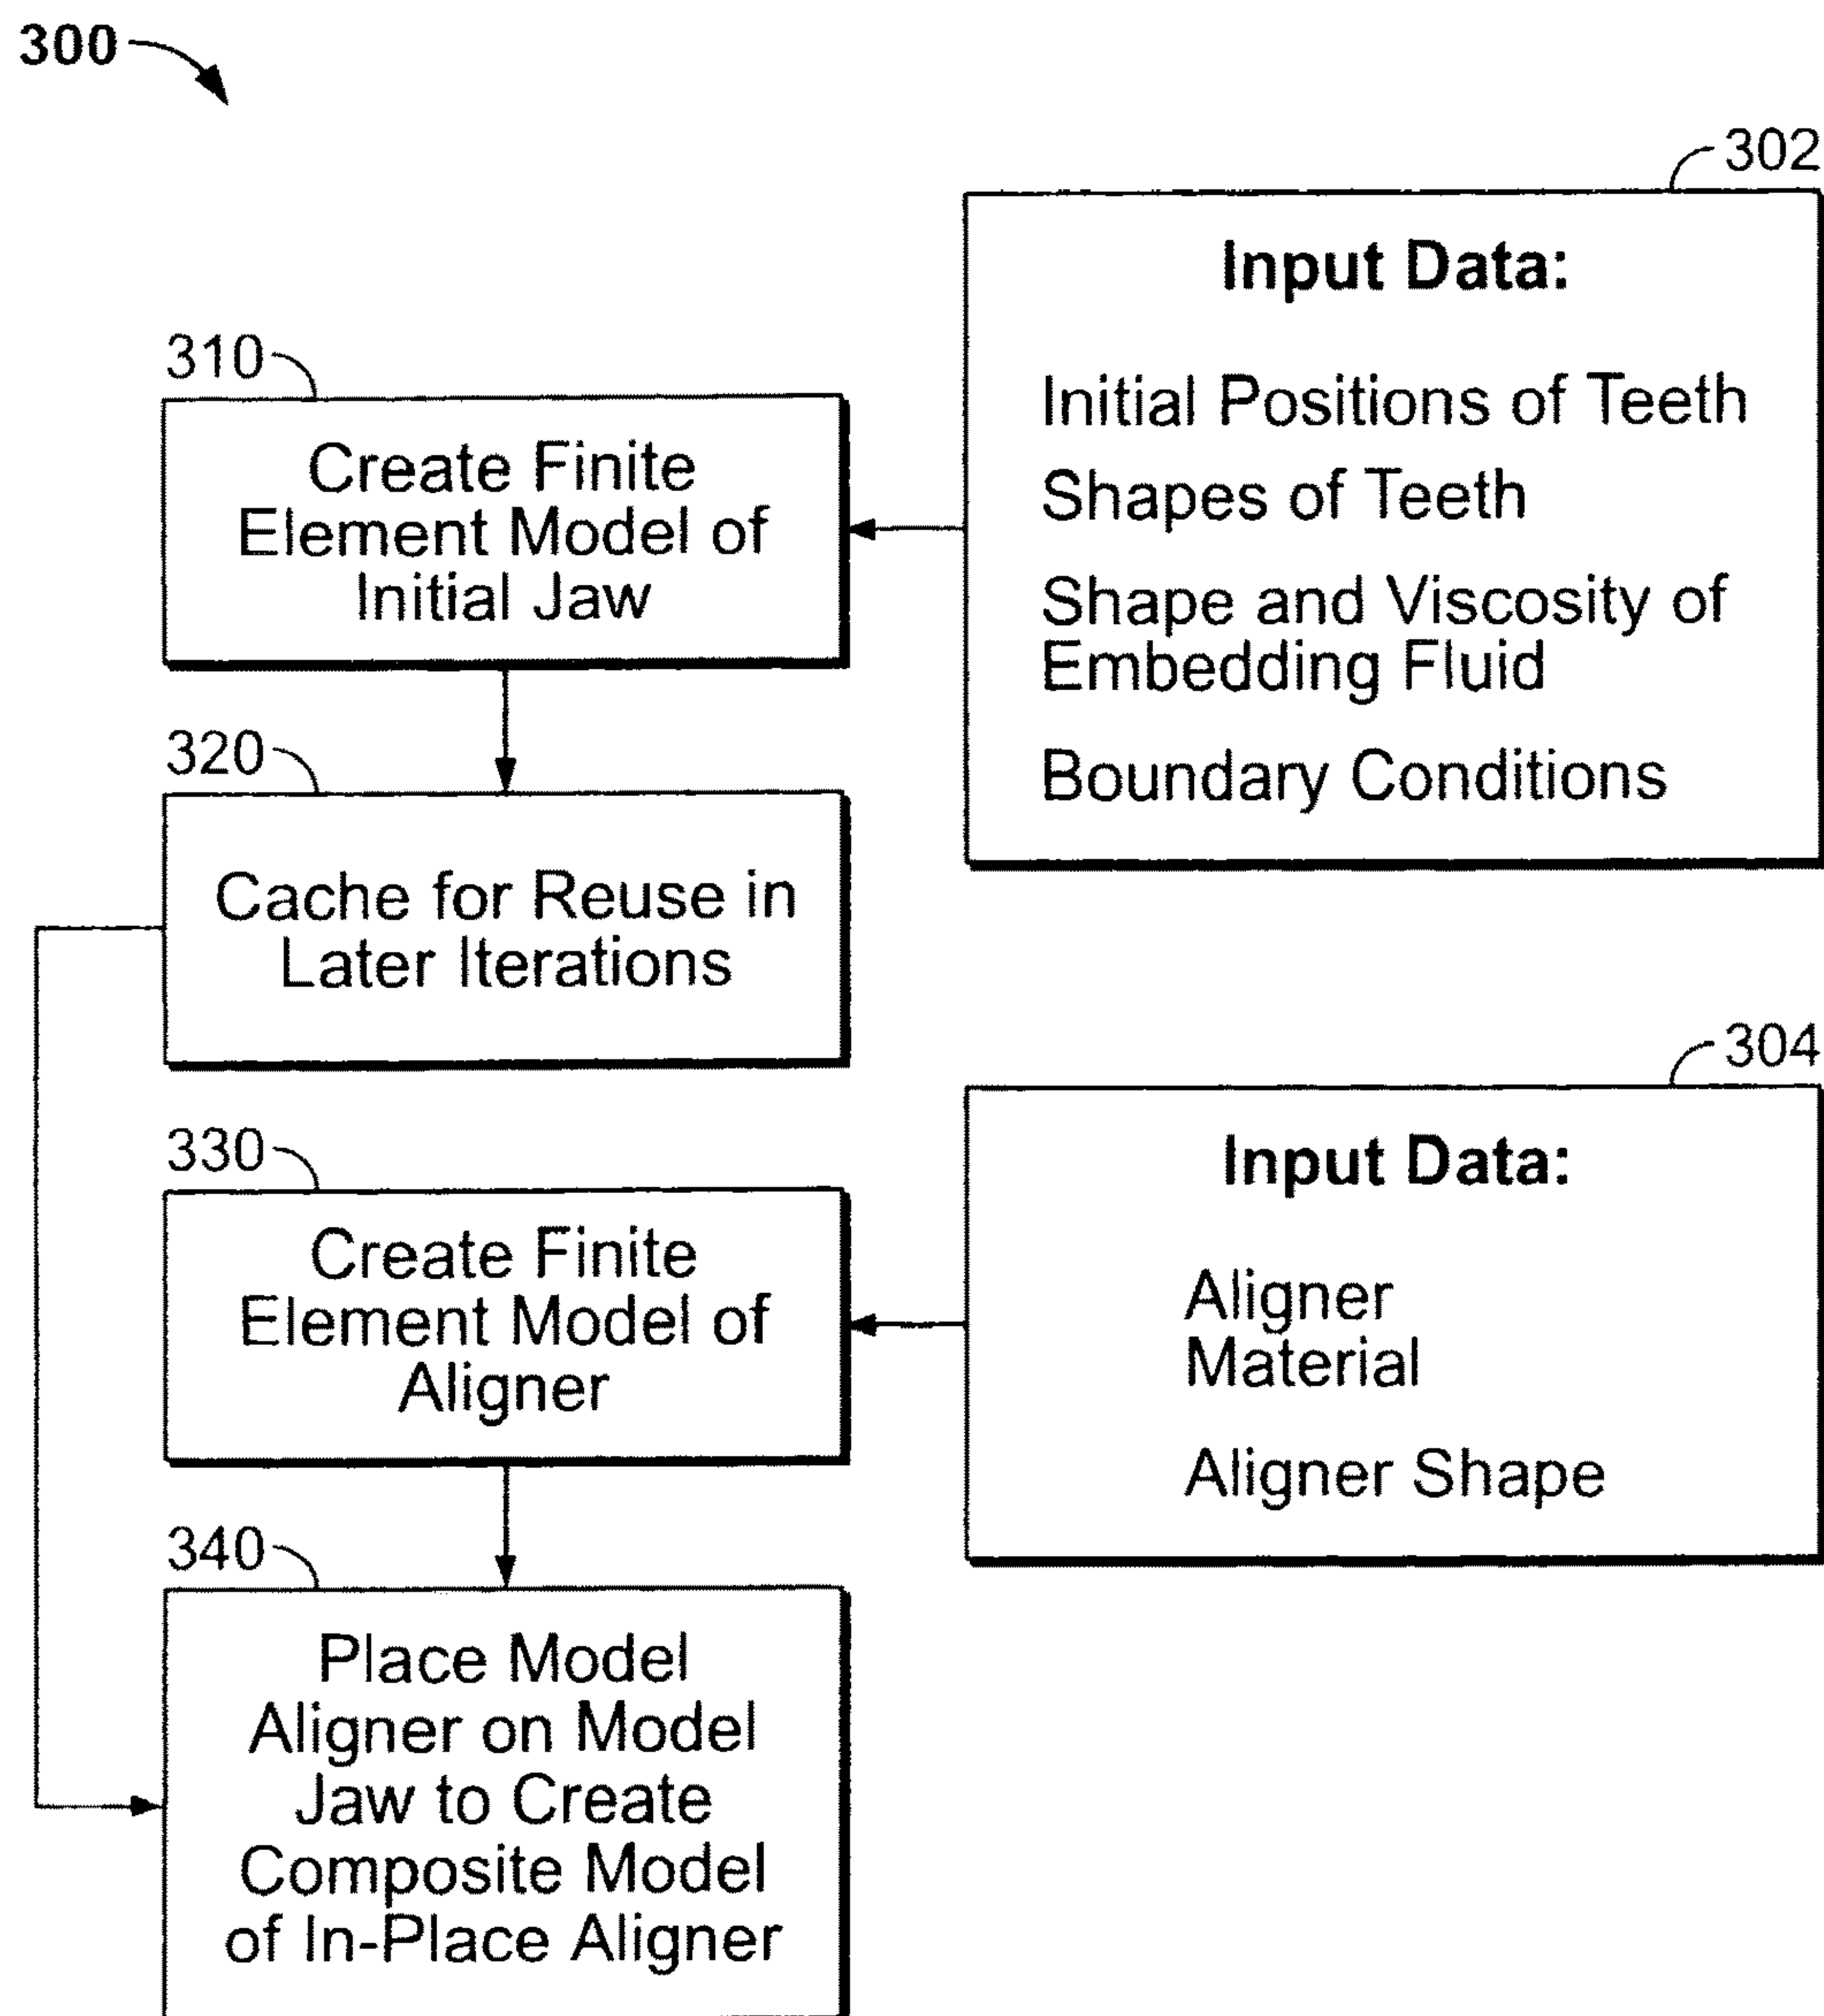 300
302
Input Data:
Initial Positions of Teeth
Shapes of Teeth
Shape and Viscosity of
Embedding Fluid
Boundary Conditions
310
Create Finite
Element Model of
Initial Jaw
320
Cache for Reuse in
Later Iterations
304
Input Data:
Aligner
Material
Aligner Shape
330
Create Finite
Element Model of
Aligner
340
Place Model
Aligner on Model
Jaw to Create
Composite Model
of In-Place Aligner